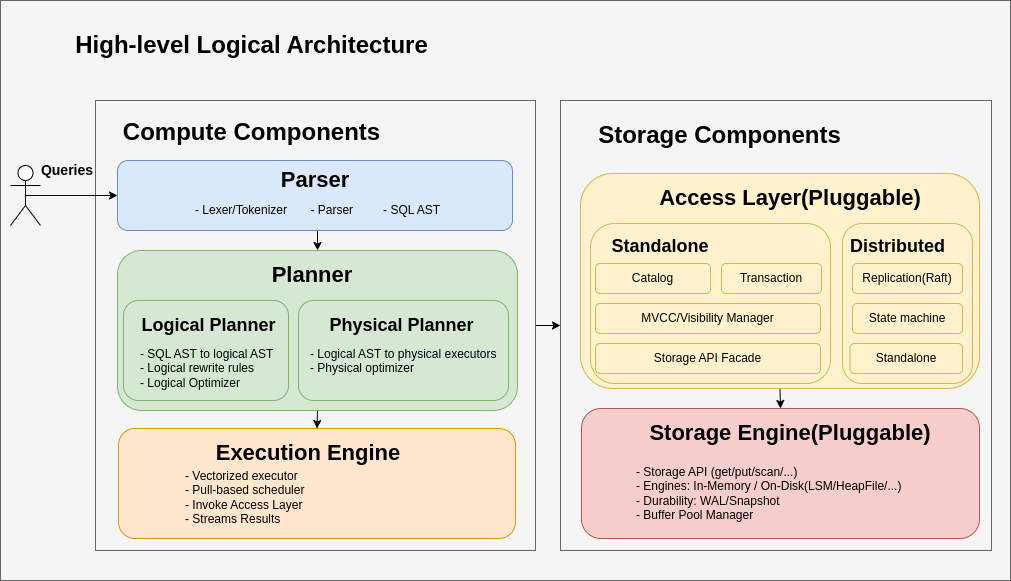 High-level Logical Architecture
Queries
Compute Components
Parser
- Lexer/Tokenizer - Parser - SQL AST
Planner
Logical Planner
- SQL AST to logical AST
- Logical rewrite rules
- Logical Optimizer
Physical Planner
- Logical AST to physical executors
- Physical optimizer
Execution Engine
- Vectorized executor
- Pull-based scheduler
- Invoke Access Layer
- Streams Results
Storage Components
Access Layer(Pluggable)
Standalone
Catalog
Transaction
MVCC/Visibility Manager
Storage API Facade
Distributed
Replication(Raft)
State machine
Standalone
Storage Engine(Pluggable)
- Storage API (get/put/scan/...)
- Engines: In-Memory / On-Disk(LSM/HeapFile/...)
- Durability: WAL/Snapshot
- Buffer Pool Manager